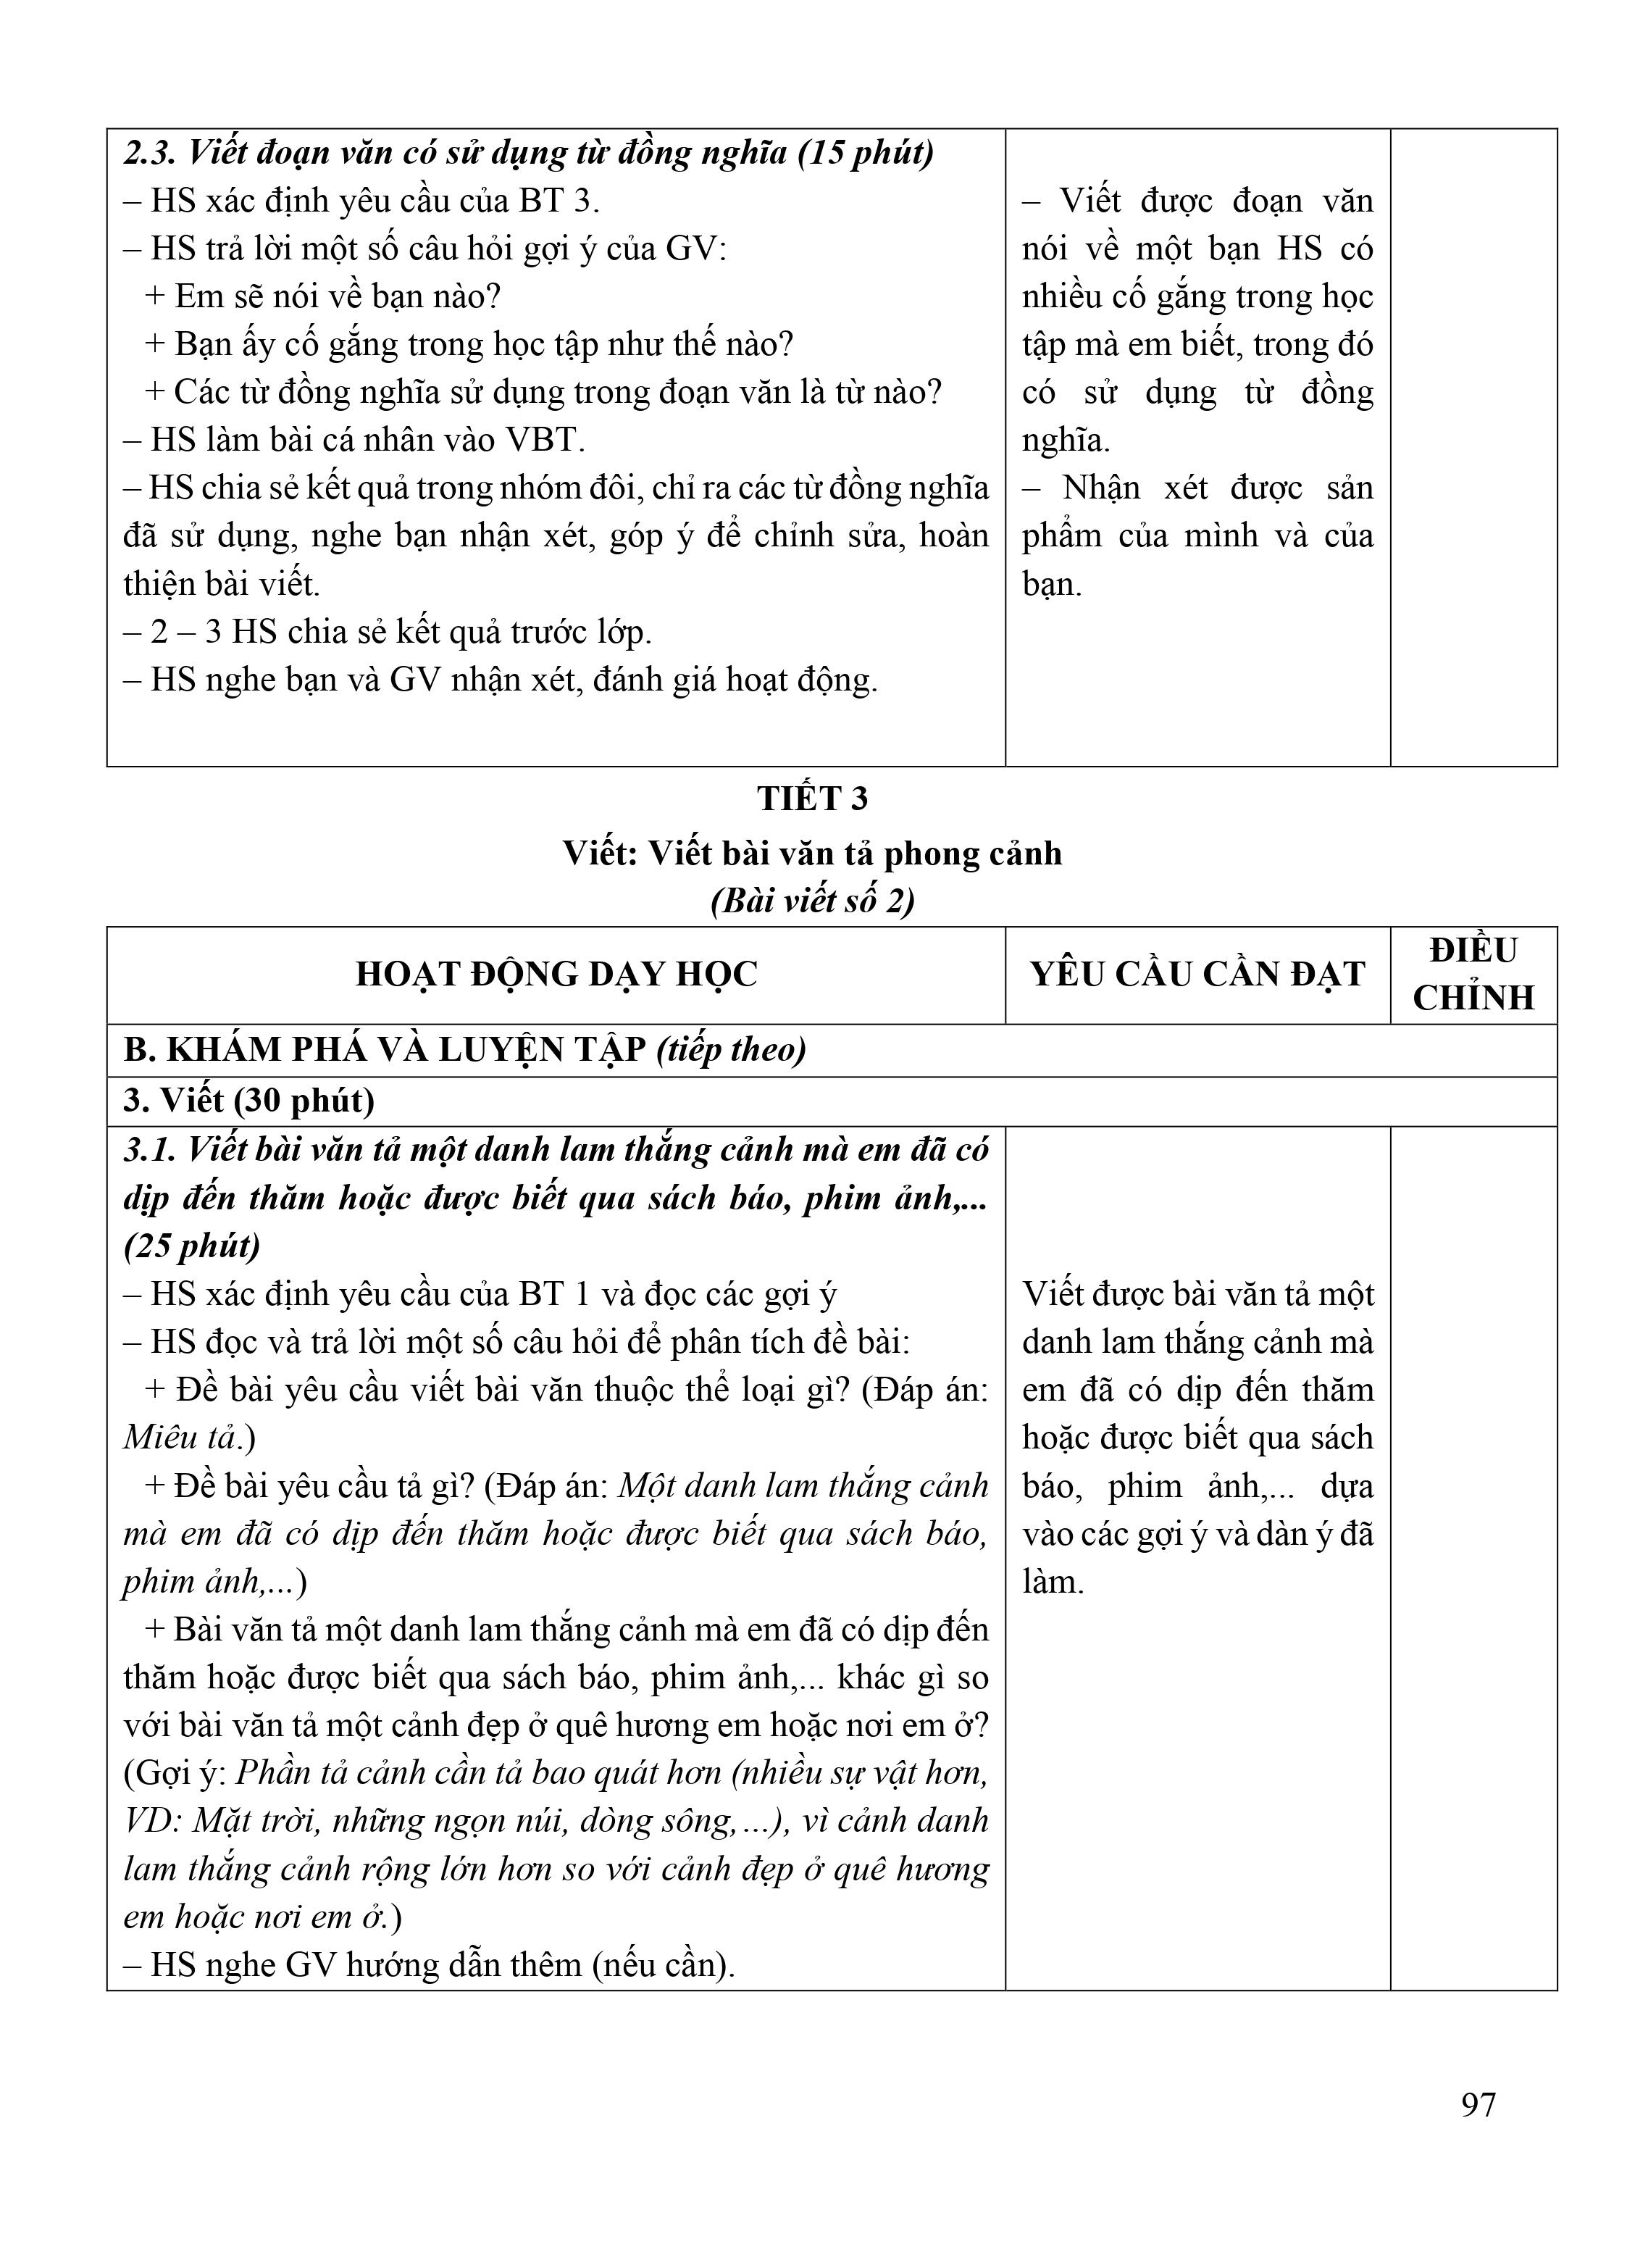 2.3. Viết đoạn văn có sử dụng từ đồng nghĩa (15 phút)
– HS xác định yêu cầu của BT 3.
– HS trả lời một số câu hỏi gợi ý của GV:
+ Em sẽ nói về bạn nào?
+ Bạn ấy cố gắng trong học tập như thế nào?
+ Các từ đồng nghĩa sử dụng trong đoạn văn là từ nào?
– HS làm bài cá nhân vào VBT.
– HS chia sẻ kết quả trong nhóm đôi, chỉ ra các từ đồng nghĩa
đã sử dụng, nghe bạn nhận xét, góp ý để chỉnh sửa, hoàn
thiện bài viết.
– 2 – 3 HS chia sẻ kết quả trước lớp.
– HS nghe bạn và GV nhận xét, đánh giá hoạt động.
– Viết được đoạn văn
nói về một bạn HS có
nhiều cố gắng trong học
tập mà em biết, trong đó
có sử dụng từ đồng
nghĩa.
– Nhận xét được sản
phẩm của mình và của
bạn.
TIẾT 3
Viết: Viết bài văn tả phong cảnh
(Bài viết số 2)
HOẠT ĐỘNG DẠY HỌC
YÊU CẦU CẦN ĐẠT
ĐIỀU
CHỈNH
B. KHÁM PHÁ VÀ LUYỆN TẬP (tiếp theo)
3. Viết (30 phút)
3.1. Viết bài văn tả một danh lam thắng cảnh mà em đã có
dịp đến thăm hoặc được biết qua sách báo, phim ảnh,...
(25 phút)
– HS xác định yêu cầu của BT 1 và đọc các gợi ý
– HS đọc và trả lời một số câu hỏi để phân tích đề bài:
+ Đề bài yêu cầu viết bài văn thuộc thể loại gì? (Đáp án:
Miêu tả.)
+ Đề bài yêu cầu tả gì? (Đáp án: Một danh lam thắng cảnh
mà em đã có dịp đến thăm hoặc được biết qua sách báo,
phim ảnh,...)
+ Bài văn tả một danh lam thắng cảnh mà em đã có dịp đến
thăm hoặc được biết qua sách báo, phim ảnh,... khác gì so
với bài văn tả một cảnh đẹp ở quê hương em hoặc nơi em ở?
(Gợi ý: Phần tả cảnh cần tả bao quát hơn (nhiều sự vật hơn,
VD: Mặt trời, những ngọn núi, dòng sông,...), vì cảnh danh
lam thắng cảnh rộng lớn hơn so với cảnh đẹp ở quê hương
em hoặc nơi em ở.)
– HS nghe GV hướng dẫn thêm (nếu cần).
Viết được bài văn tả một
danh lam thắng cảnh mà
em đã có dịp đến thăm
hoặc được biết qua sách
báo, phim ảnh,... dựa
vào các gợi ý và dàn ý đã
làm.
97